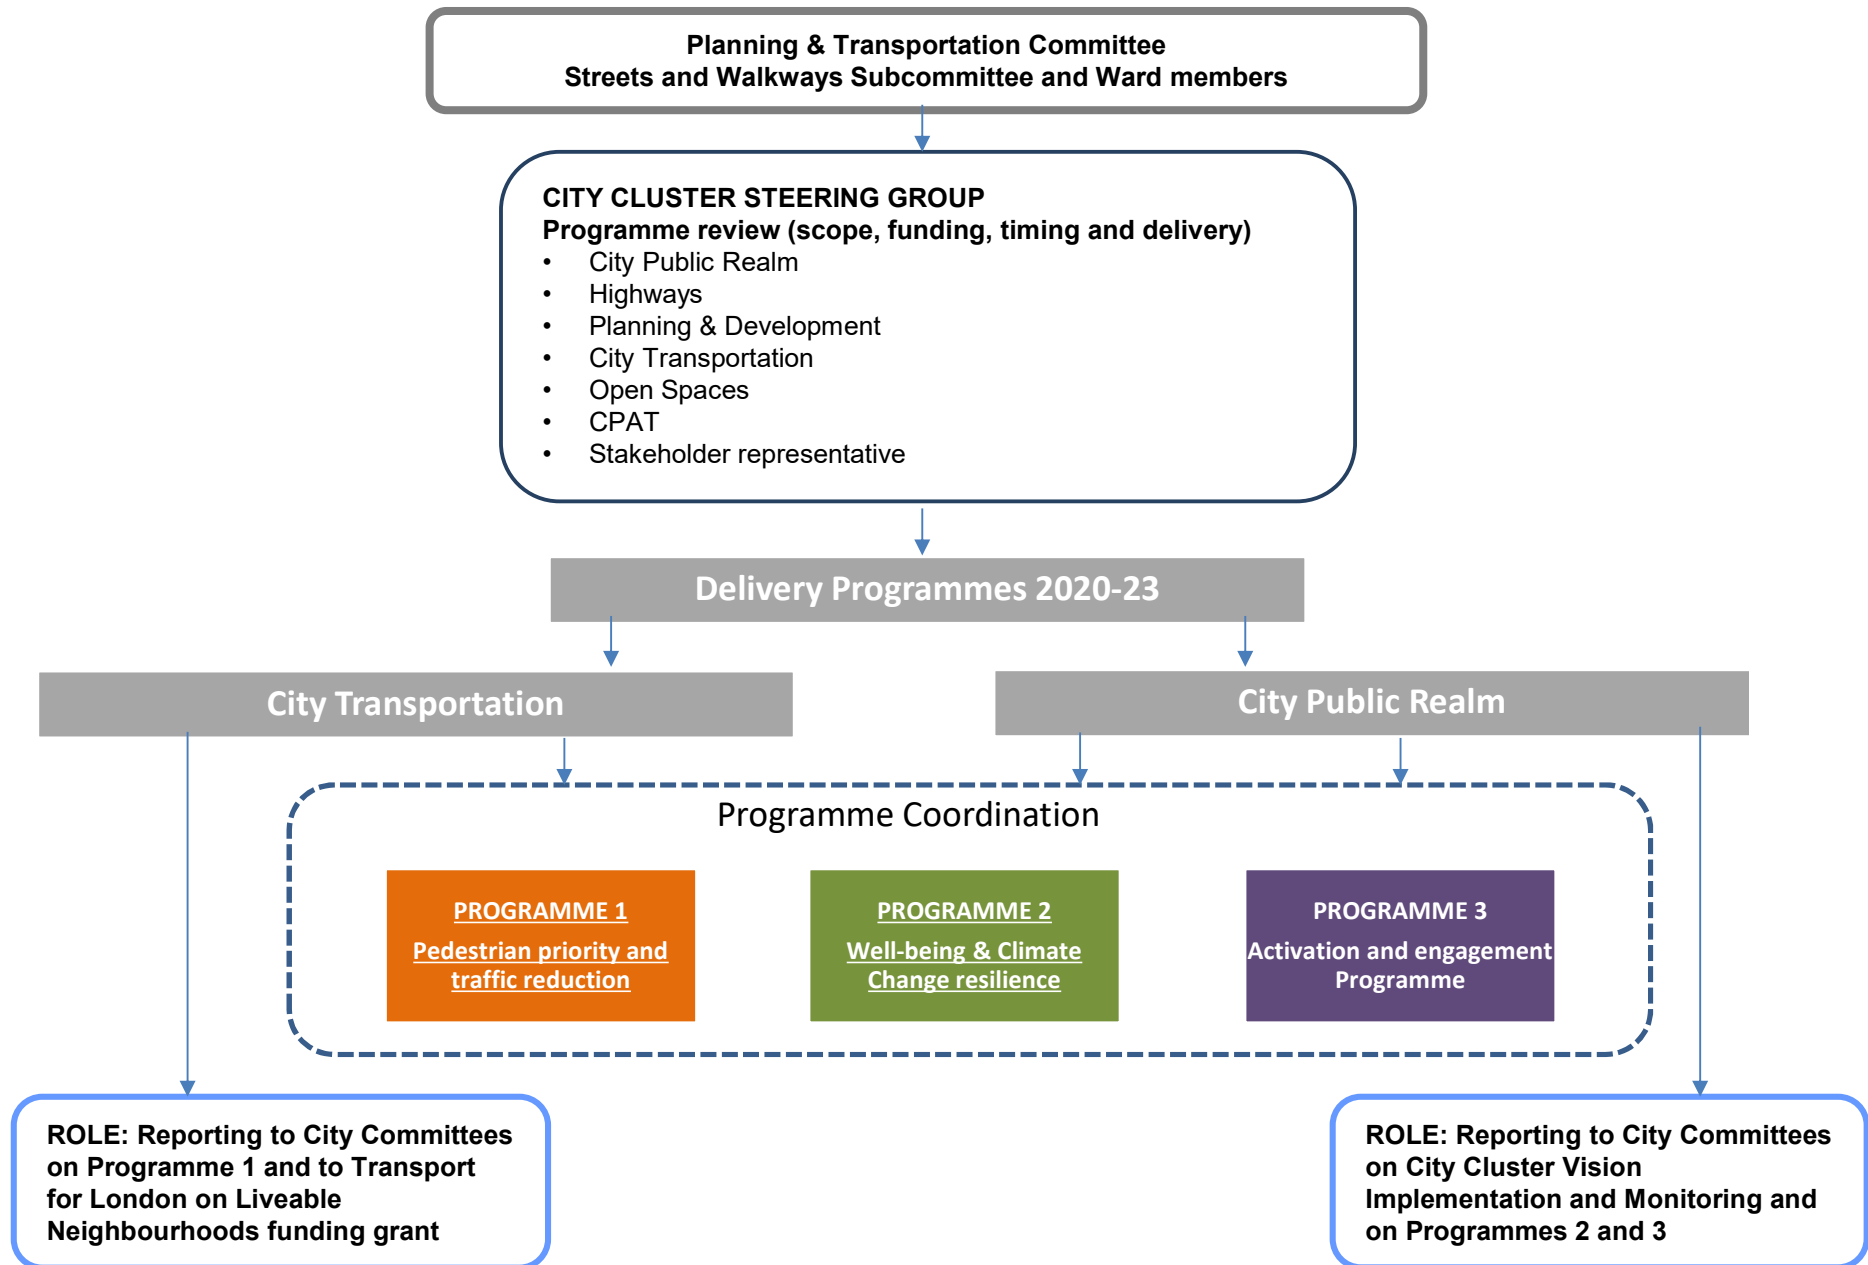 Planning & Transportation Committee
Streets and Walkways Subcommittee and Ward members
CITY CLUSTER STEERING GROUP
Programme review (scope, funding, timing and delivery)
• City Public Realm
• Highways
• Planning & Development
• City Transportation
• Open Spaces
• CPAT
• Stakeholder representative
Delivery Programmes 2020-23
City Transportation
City Public Realm
Programme Coordination
PROGRAMME 1
Pedestrian priority and
traffic reduction
PROGRAMME 2
Well-being & Climate
Change resilience
PROGRAMME 3
Activation and engagement
Programme
ROLE: Reporting to City Committees
on Programme 1 and to Transport
for London on Liveable
Neighbourhoods funding grant
ROLE: Reporting to City Committees
on City Cluster Vision
Implementation and Monitoring and
on Programmes 2 and 3